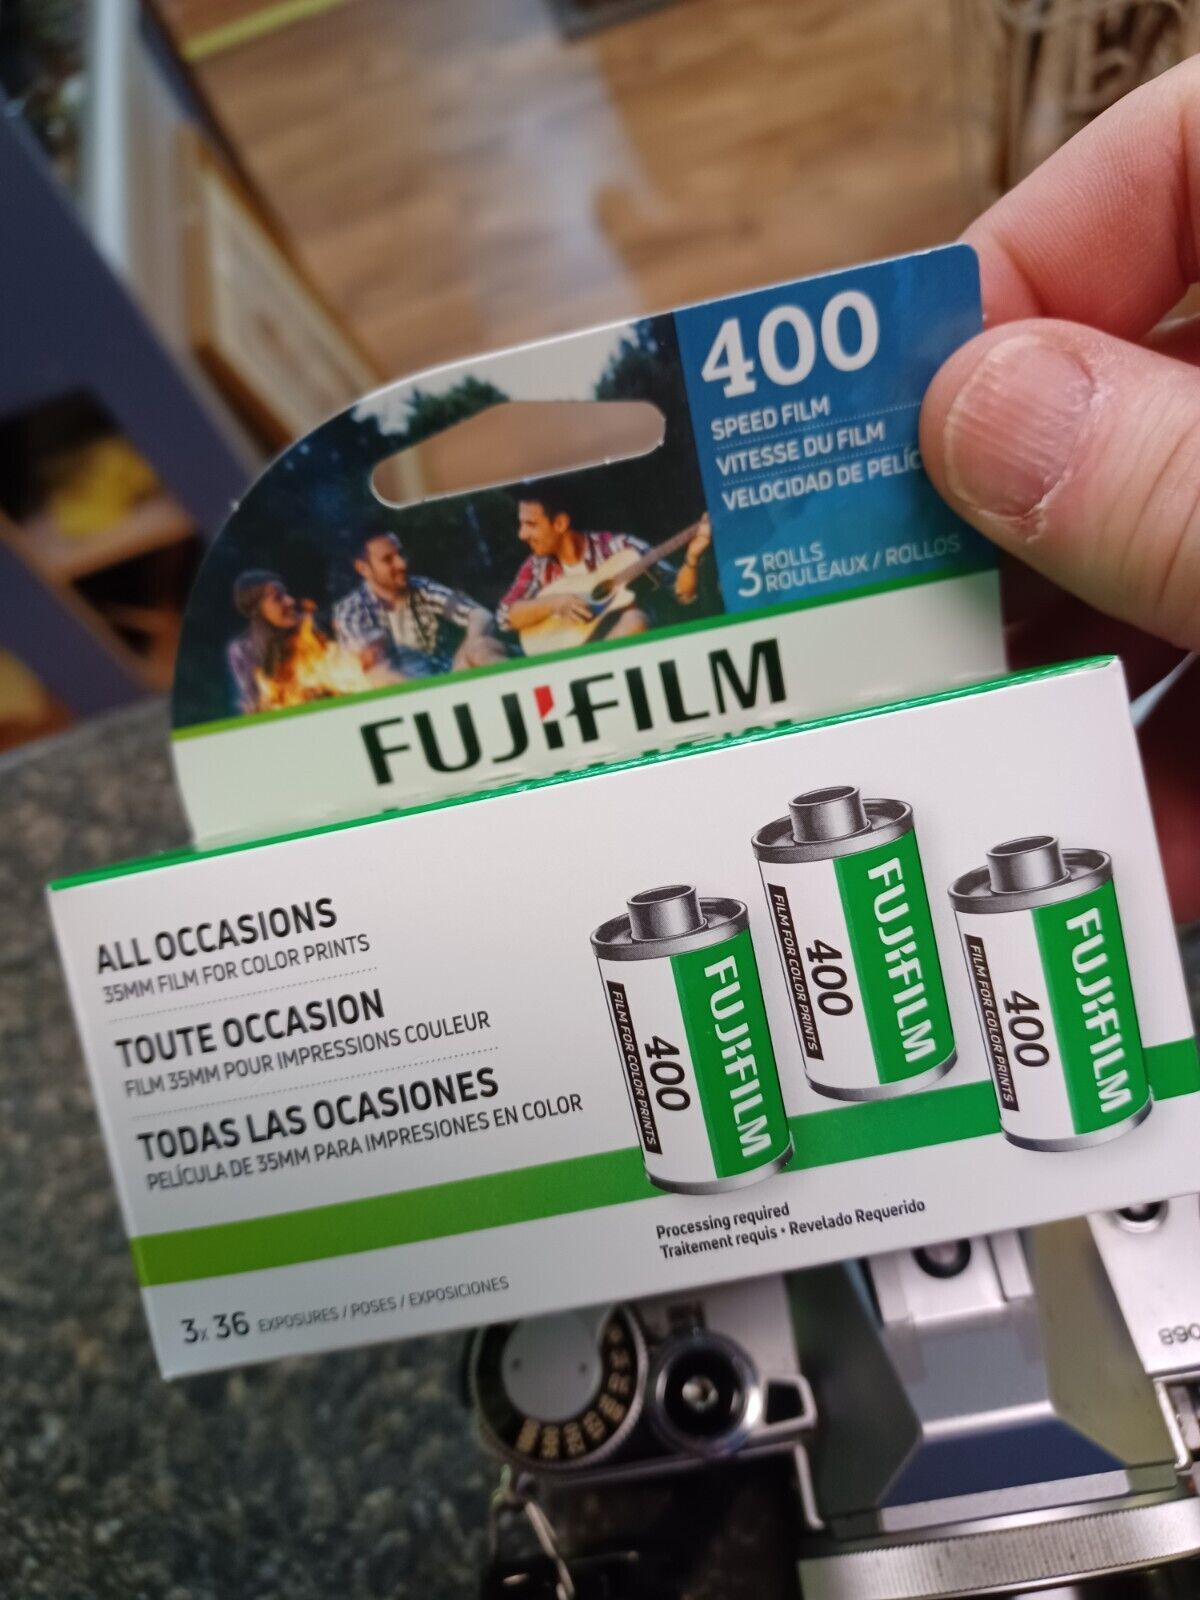 400
SPEED FILM
VITESSE DU FILM
VELOCIDAD DE PELÍC
3 ROLLS
ROULEAUX / ROLLOS
FUJIFILM
ALL OCCASIONS
35MM FILM FOR COLOR PRINTS
TOUTE OCCASION
FILM 35MM POUR IMPRESSIONS COULEUR
TODAS LAS OCASIONES
PELÍCULA DE 35MM PARA IMPRESIONES EN COLOR
FUJIFILM
400
FILM FOR COLOR PRINTS
FUJIFILM
400
FILM FOR COLOR PRINTS
FUJIFILM
400
FILM FOR COLOR PRINTS
Processing required
Traitement requis • Revelado Requerido
3x 36 EXPOSURES / POSES / EXPOSICIONES
890